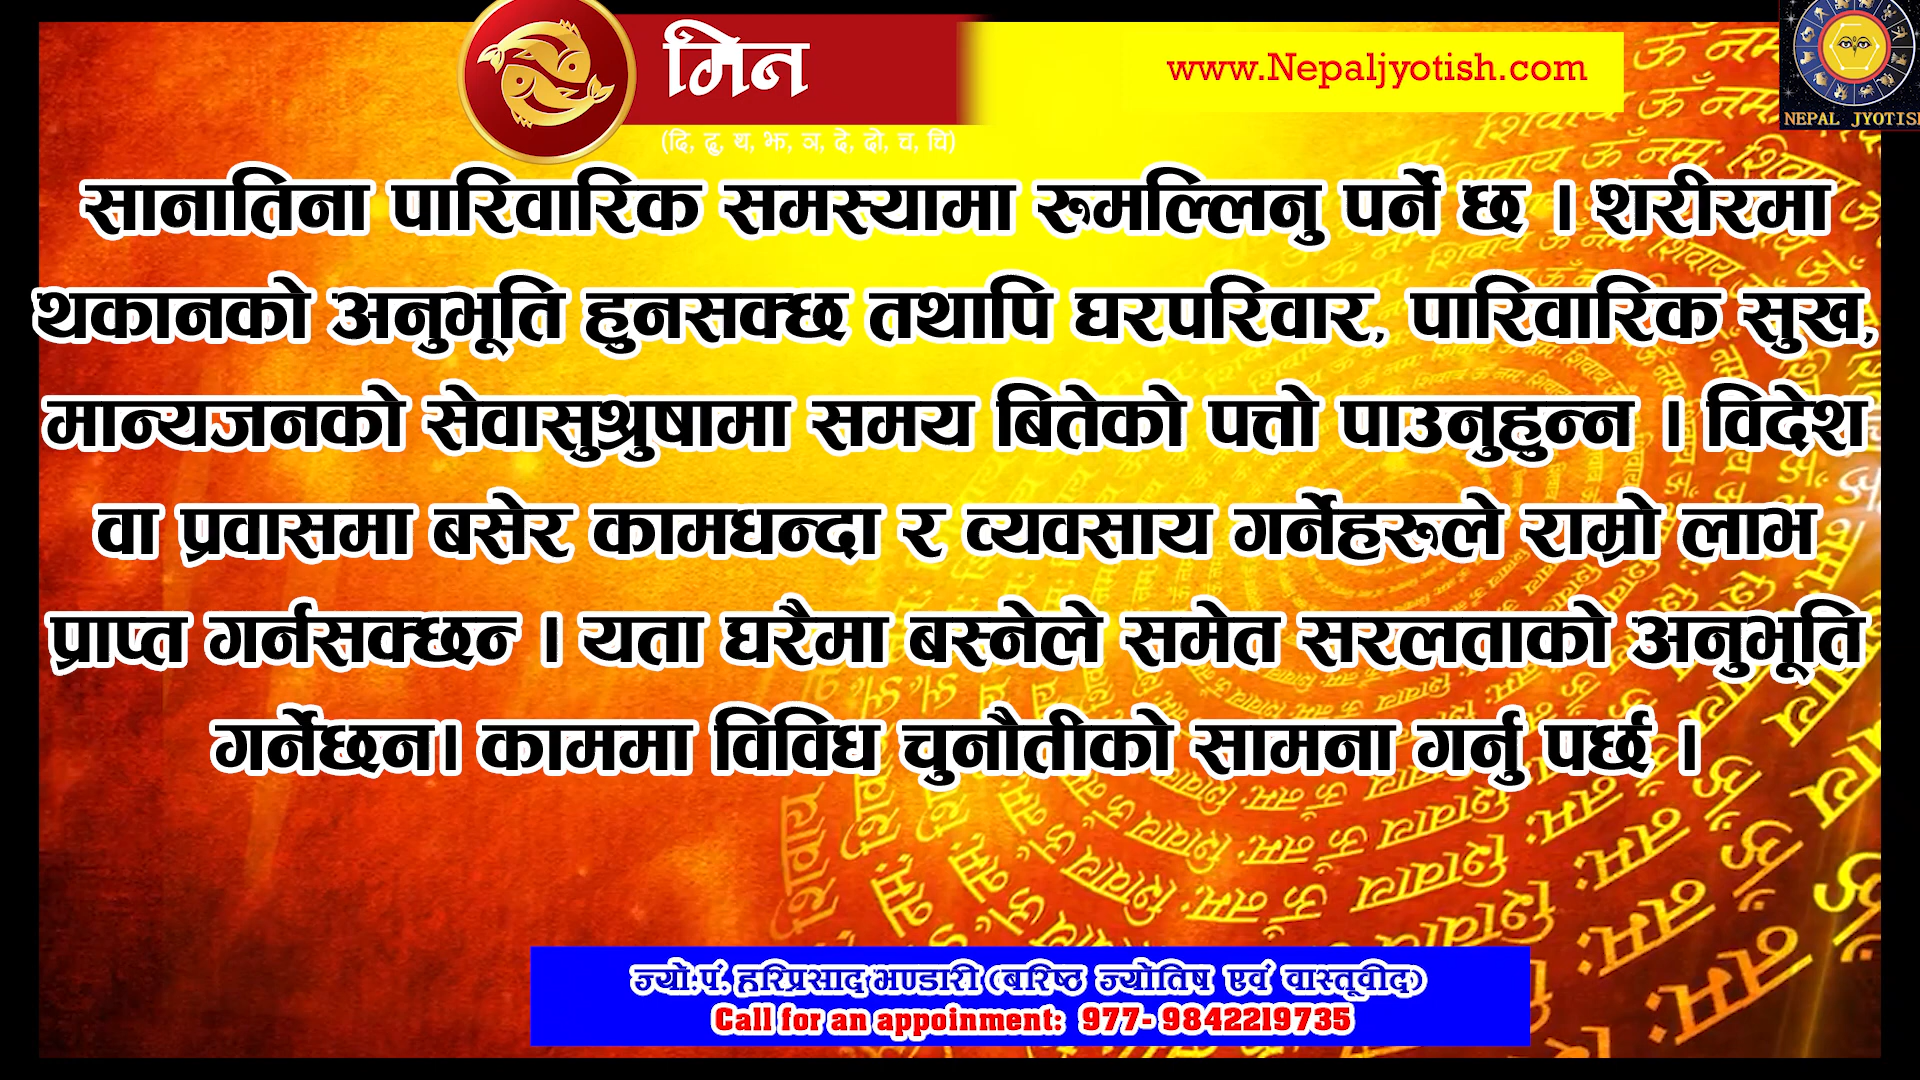 मिन
(दि, दु, थ, झ, ञ, दे, दो, च, चि)
www.Nepaljyotish.com
NEPAL JYOTISH
सानातिना पारिवारिक समस्यामा रुमल्लिनु पर्ने छ । शरीरमा
थकानको अनुभूति हुनसक्छ तथापि घरपरिवार, पारिवारिक सुख,
मान्यजनको सेवासुश्रुषामा समय बितेको पत्तो पाउनुहुन्न । विदेश
वा प्रवासमा बसेर कामधन्दा र व्यवसाय गर्नेहरुले राम्रो लाभ
प्राप्त गर्नसक्छन । यता घरैमा बस्नेले समेत सरलताको अनुभूति
गर्नेछन। काममा विविध चुनौतीको सामना गर्नु पर्छ ।
ॐ नमः शिवाय
ज्यो:पं. हरिप्रसाद भण्डारी (बरिष्ठ ज्योतिष एवं वास्तूवीद)
Call for an appoinment: 977- 9842219735